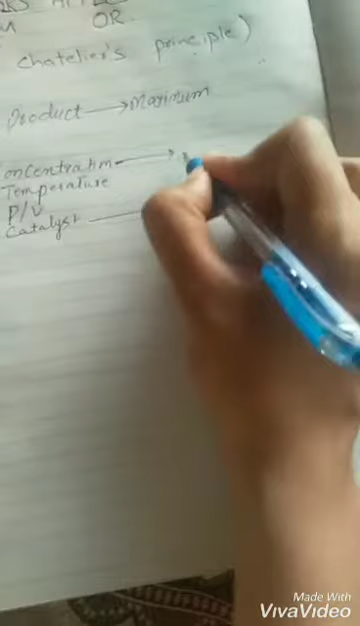 OR
chatelier's principle)
Product → Maximum
oncentration →
Temperature
P/V
Catalyst
Made With
VivaVideo